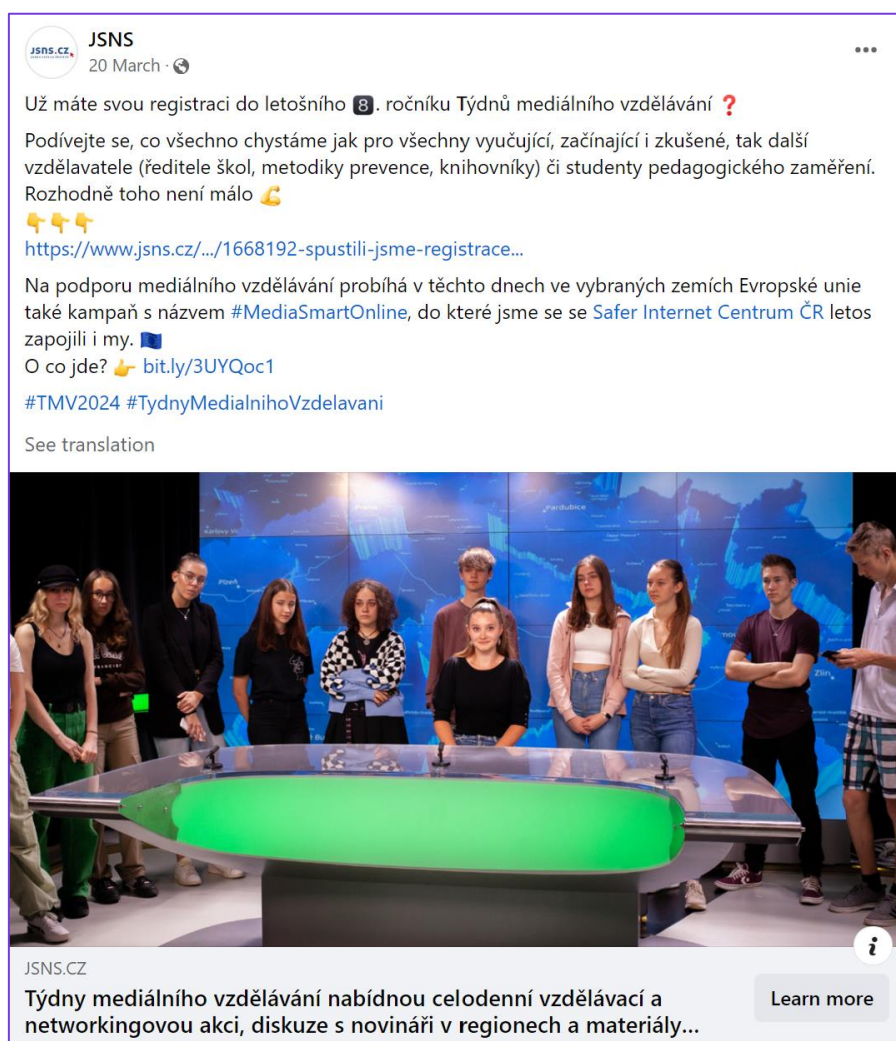 JSNS.CZ
JSNS
20 March
Už máte svou registraci do letošního 8. ročníku Týdnů mediálního vzdělávání ❓
Podívejte se, co všechno chystáme jak pro všechny vyučující, začínající i zkušené, tak další
vzdělavatele (ředitele škol, metodiky prevence, knihovníky) či studenty pedagogického zaměření.
Rozhodně toho není málo 💪
👇👇👇
https://www.jsns.cz/.../1668192-spustili-jsme-registrace...
Na podporu mediálního vzdělávání probíhá v těchto dnech ve vybraných zemích Evropské unie
také kampaň s názvem #MediaSmartOnline, do které jsme se se Safer Internet Centrum ČR letos
zapojili i my. 🇪🇺
O co jde? 👉 bit.ly/3UYQoc1
#TMV2024 #TydnyMedialnihoVzdelavani
See translation
Pardubice
Plzeň
Zlín
JSNS.CZ
Týdny mediálního vzdělávání nabídnou celodenní vzdělávací a
networkingovou akci, diskuze s novináři v regionech a materiály...
Learn more